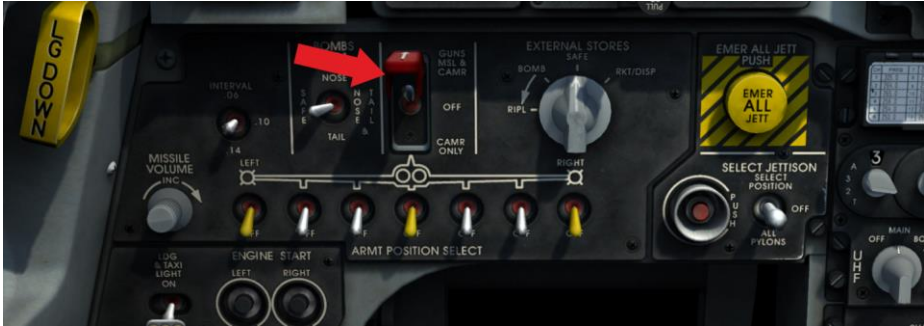 PULL
LG DOWN
BOMBS
NOSE
SAFE
NOSE & TAIL
TAIL
GUNS
MSL &
CAMR
OFF
CAMR
ONLY
EXTERNAL STORES
SAFE
BOMB
RKT/DISP
RIPL
EMER ALL JETT
PUSH
EMER
ALL
JETT
INTERVAL
.06
.10
.14
MISSILE
VOLUME
INC
LEFT
RIGHT
ARMT POSITION SELECT
SELECT JETTISON
SELECT
POSITION
OFF
ALL
PYLONS
PUSH
3
A
3
2
T
LDG
& TAXI
LIGHT
ON
ENGINE START
LEFT
RIGHT
UHF
MAIN
OFF